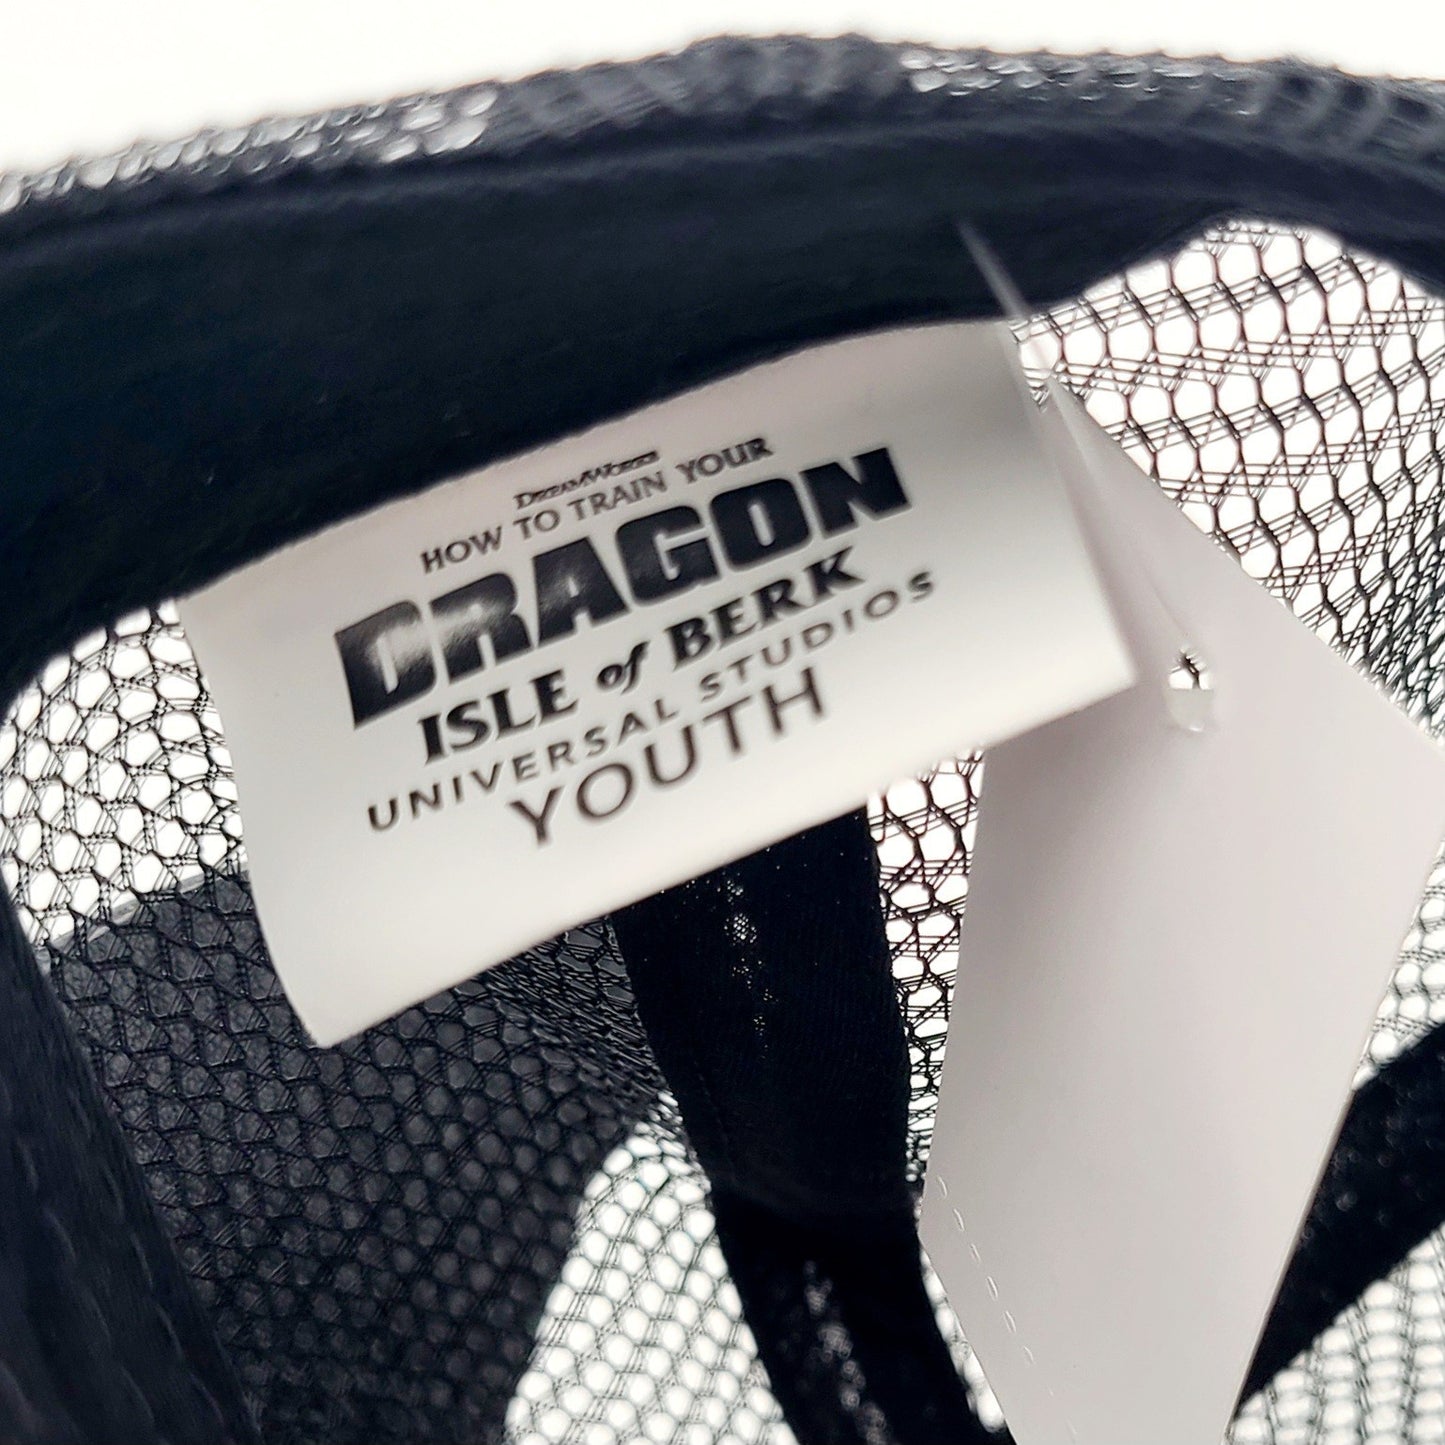 DREAMWORKS
HOW TO TRAIN YOUR
DRAGON
ISLE of BERK
UNIVERSAL STUDIOS
YOUTH